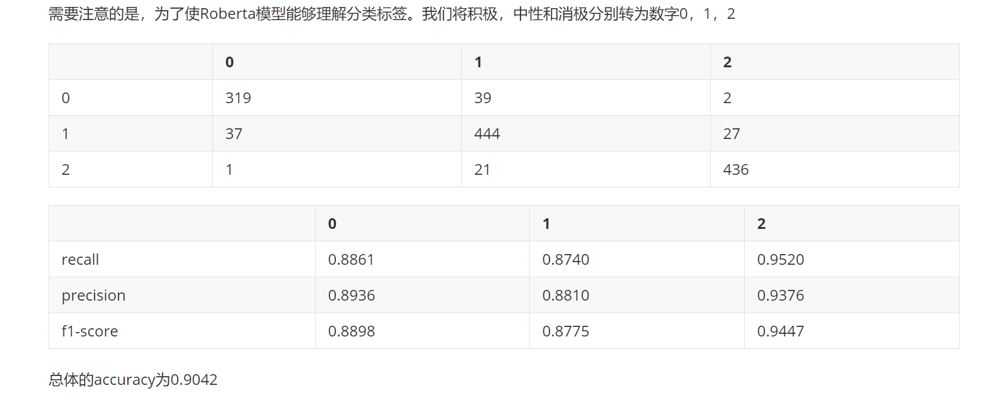 需要注意的是，为了使Roberta模型能够理解分类标签。我们将积极，中性和消极分别转为数字0，1，2
0 1 2
0 319 39 2
1 37 444 27
2 1 21 436
0 1 2
recall 0.8861 0.8740 0.9520
precision 0.8936 0.8810 0.9376
f1-score 0.8898 0.8775 0.9447
总体的accuracy为0.9042